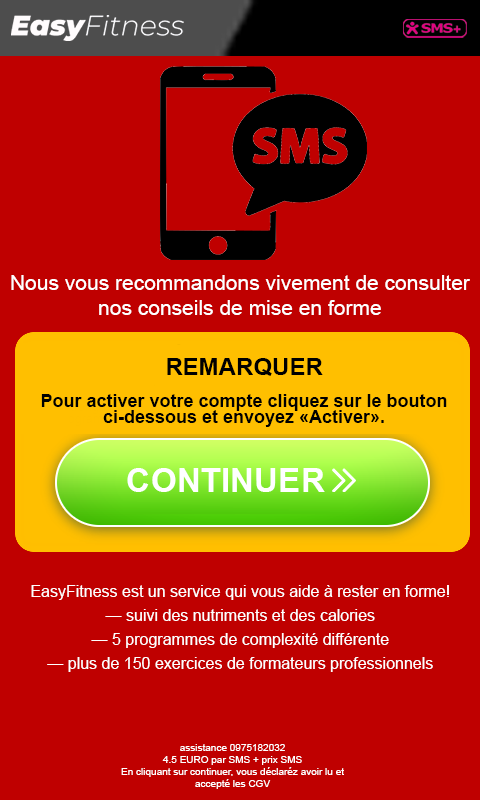 EasyFitness
SMS+
SMS
Nous vous recommandons vivement de consulter
nos conseils de mise en forme
REMARQUER
Pour activer votre compte cliquez sur le bouton
ci-dessous et envoyez «Activer».
CONTINUER
EasyFitness est un service qui vous aide à rester en forme!
— suivi des nutriments et des calories
— 5 programmes de complexité différente
— plus de 150 exercices de formateurs professionnels
assistance 0975182032
4.5 EURO par SMS + prix SMS
En cliquant sur continuer, vous déclaréz avoir lu et
accepté les CGV